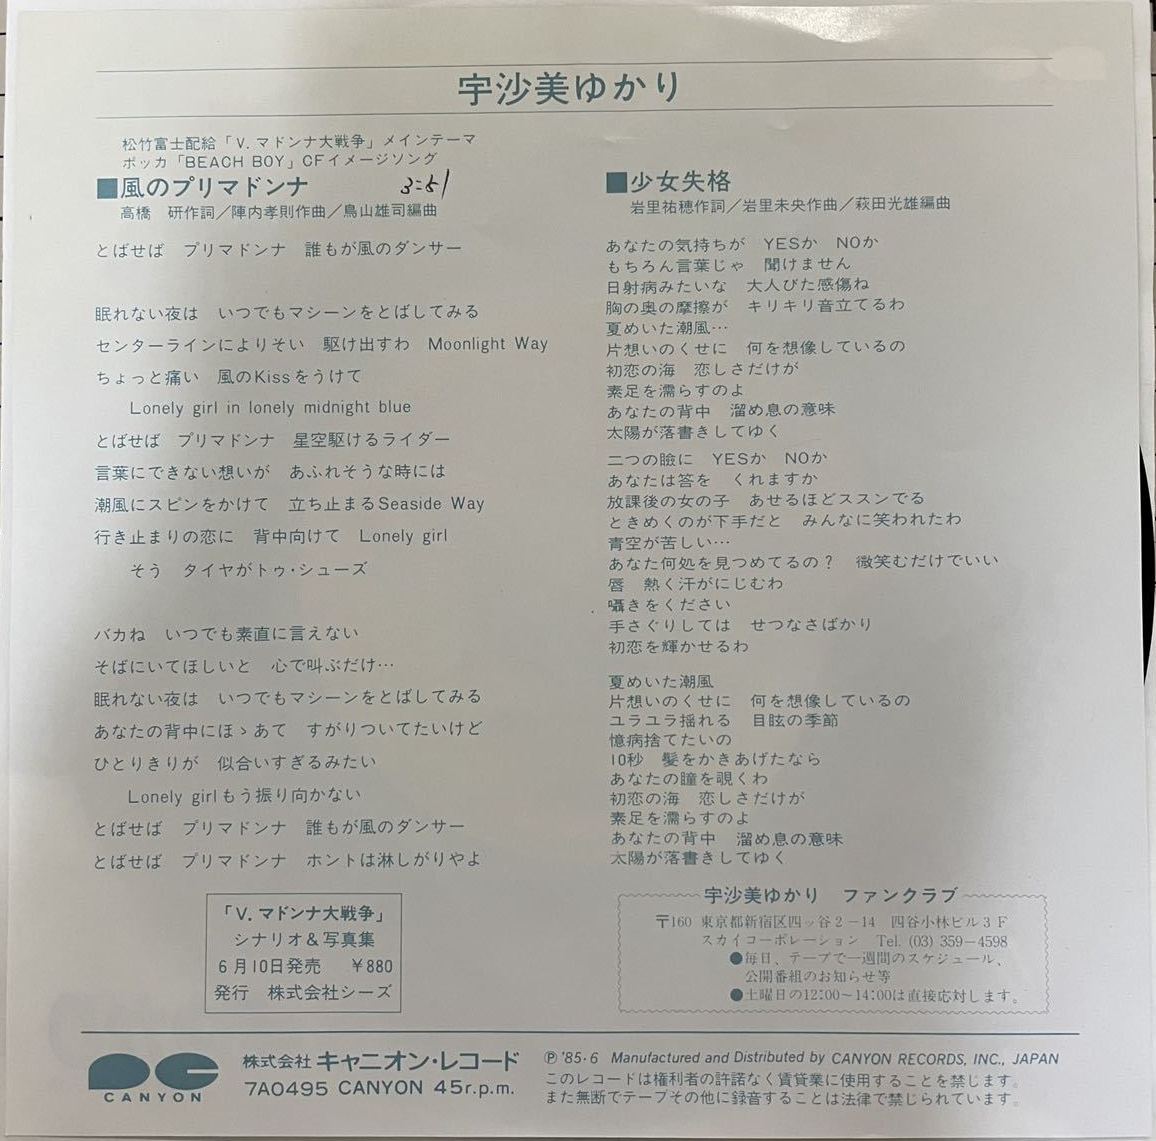 宇沙美ゆかり
松竹富士配給「V.マドンナ大戦争」メインテーマ
ポッカ「BEACH BOY」CFイメージソング
■風のプリマドンナ 3:51
高橋 研作詞／陣内孝則作曲／鳥山雄司編曲
とばせば プリマドンナ 誰もが風のダンサー
眠れない夜は いつでもマシーンをとばしてみる
センターラインによりそい 駆け出すわ Moonlight Way
ちょっと痛い 風のKissをうけて
Lonely girl in lonely midnight blue
とばせば プリマドンナ 星空駆けるライダー
言葉にできない想いが あふれそうな時には
潮風にスピンをかけて 立ち止まるSeaside Way
行き止まりの恋に 背中向けて Lonely girl
そう タイヤがトゥ・シューズ
バカね いつでも素直に言えない
そばにいてほしいと 心で叫ぶだけ…
眠れない夜は いつでもマシーンをとばしてみる
あなたの背中にほゝあて すがりついてたいけど
ひとりきりが 似合いすぎるみたい
Lonely girlもう振り向かない
とばせば プリマドンナ 誰もが風のダンサー
とばせば プリマドンナ ホントは淋しがりやよ
「V.マドンナ大戦争」
シナリオ＆写真集
6月10日発売 ￥880
発行 株式会社シーズ
■少女失格
岩里祐穂作詞／岩里未央作曲／萩田光雄編曲
あなたの気持ちが YESか NOか
もちろん言葉じゃ 聞けません
日射病みたいな 大人びた感傷ね
胸の奥の摩擦が キリキリ音立てるわ
夏めいた潮風…
片想いのくせに 何を想像しているの
初恋の海 恋しさだけが
素足を濡らすのよ
あなたの背中 溜め息の意味
太陽が落書きしてゆく
二つの瞼に YESか NOか
あなたは答を くれますか
放課後の女の子 あせるほどススンでる
ときめくのが下手だと みんなに笑われたわ
青空が苦しい…
あなた何処を見つめてるの？ 微笑むだけでいい
唇 熱く汗がにじむわ
囁きをください
手さぐりしては せつなさばかり
初恋を輝かせるわ
夏めいた潮風
片想いのくせに 何を想像しているの
ユラユラ揺れる 目眩の季節
憶病捨てたいの
10秒 髪をかきあげたなら
あなたの瞳を覗くわ
初恋の海 恋しさだけが
素足を濡らすのよ
あなたの背中 溜め息の意味
太陽が落書きしてゆく
宇沙美ゆかり ファンクラブ
〒160 東京都新宿区四ッ谷2－14 四谷小林ビル3F
スカイコーポレーション Tel. (03) 359－4598
●毎日、テープで一週間のスケジュール、
公開番組のお知らせ等
●土曜日の12:00〜14:00は直接応対します。
CANYON
株式会社キャニオン・レコード
7A0495 CANYON 45r.p.m.
Ⓟ '85・6 Manufactured and Distributed by CANYON RECORDS, INC., JAPAN
このレコードは権利者の許諾なく賃貸業に使用することを禁じます。
また無断でテープその他に録音することは法律で禁じられています。